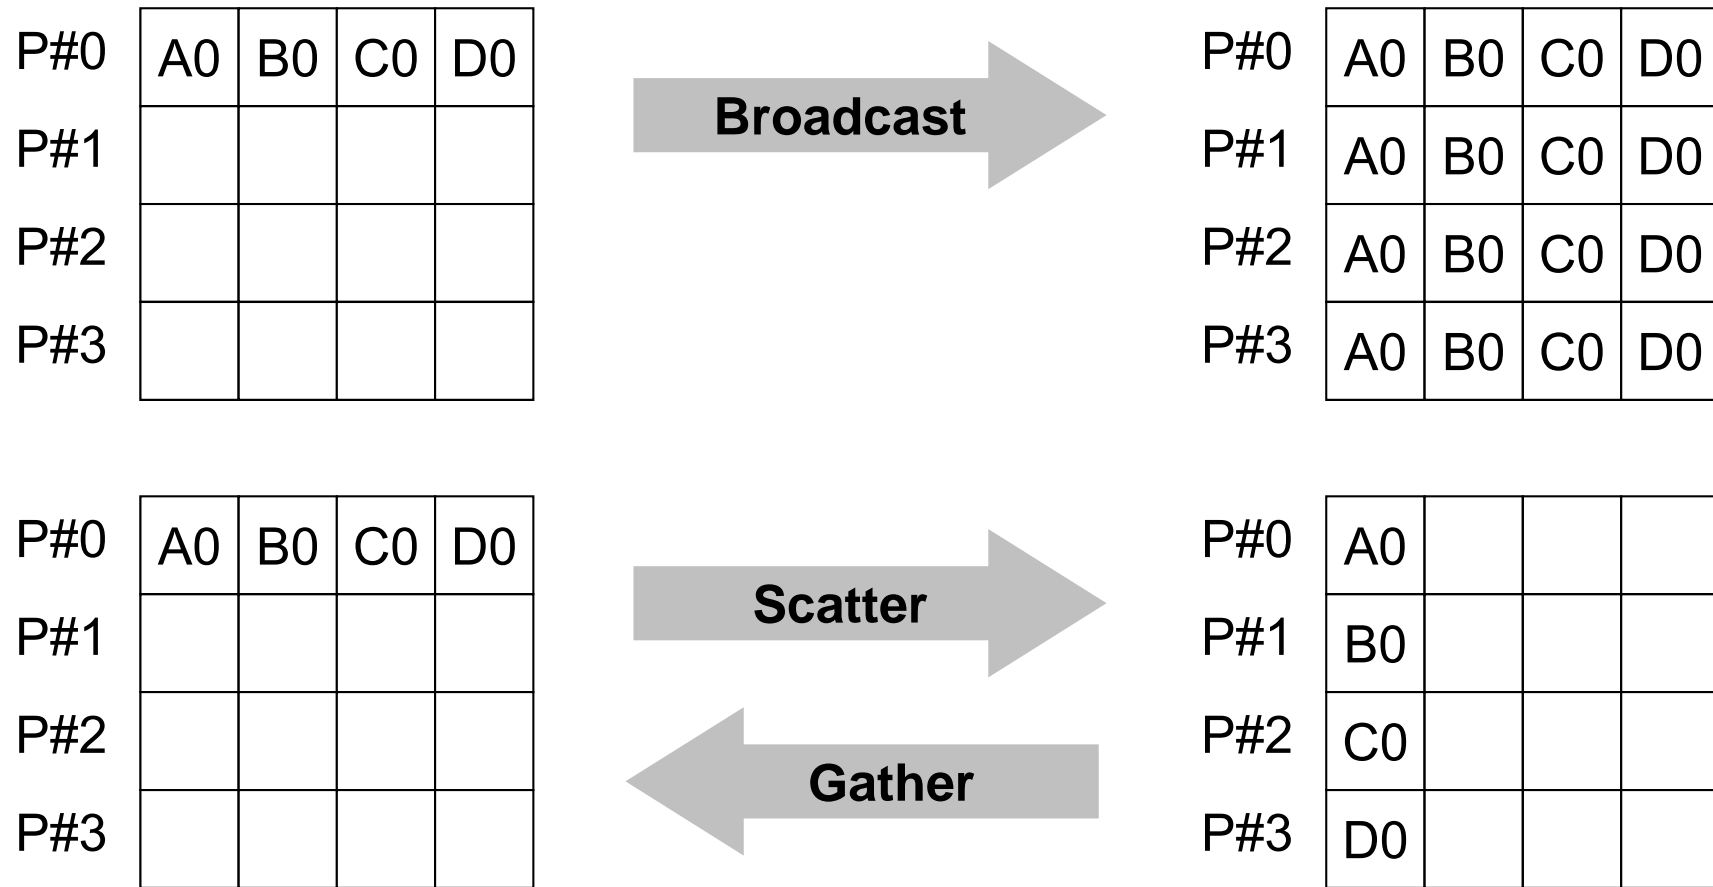 P#0 A0 B0 C0 D0 Broadcast P#0 A0 B0 C0 D0
P#1 P#1 A0 B0 C0 D0
P#2 P#2 A0 B0 C0 D0
P#3 P#3 A0 B0 C0 D0
P#0 A0 B0 C0 D0 Scatter P#0 A0
P#1 P#1 B0
P#2 Gather P#2 C0
P#3 P#3 D0